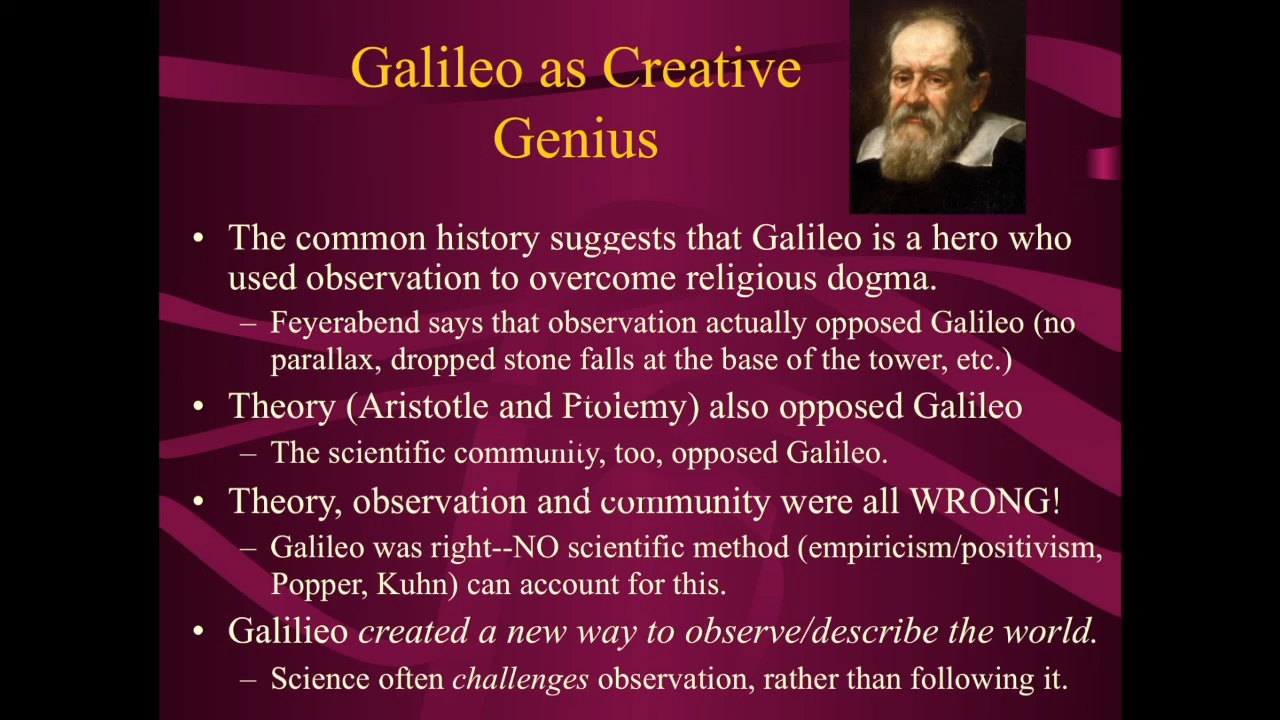 Galileo as Creative
Genius
• The common history suggests that Galileo is a hero who
used observation to overcome religious dogma.
– Feyerabend says that observation actually opposed Galileo (no
parallax, dropped stone falls at the base of the tower, etc.)
• Theory (Aristotle and Ptolemy) also opposed Galileo
– The scientific community, too, opposed Galileo.
• Theory, observation and community were all WRONG!
– Galileo was right--NO scientific method (empiricism/positivism,
Popper, Kuhn) can account for this.
• Galilieo created a new way to observe/describe the world.
– Science often challenges observation, rather than following it.